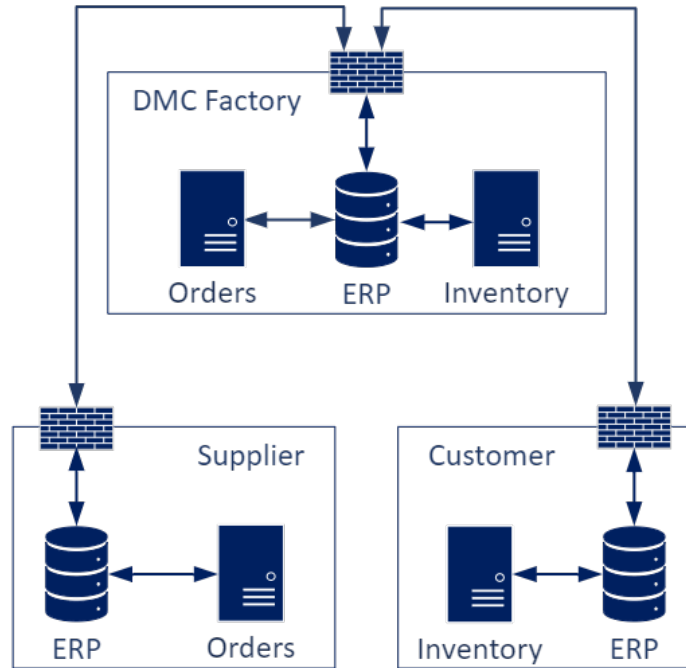 DMC Factory
Orders
ERP
Inventory
Supplier
Customer
ERP
Orders
Inventory
ERP